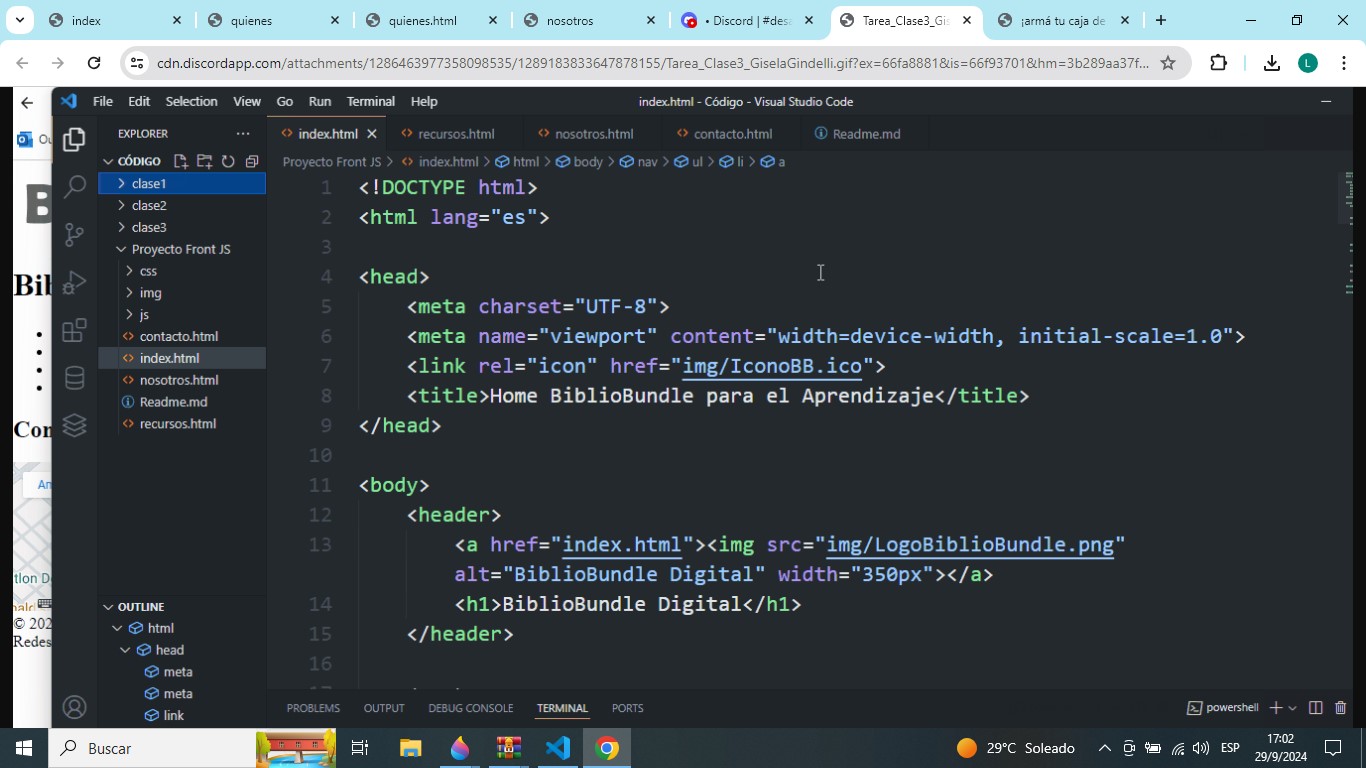 index
quienes
quienes.html
nosotros
• Discord | #des
Tarea_Clase3_Gis
¡armá tu caja de
cdn.discordapp.com/attachments/1286463977358098535/1289183833647878155/Tarea_Clase3_GiselaGindelli.gif?ex=66fa8881&is=66f93701&hm=3b289aa37f...
L
File Edit Selection View Go Run Terminal Help
index.html - Código - Visual Studio Code
EXPLORER
index.html
recursos.html
nosotros.html
contacto.html
Readme.md
CÓDIGO
Proyecto Front JS > index.html > html > body > nav > ul > li > a
clase1
clase2
clase3
Proyecto Front JS
css
img
js
contacto.html
index.html
nosotros.html
Readme.md
recursos.html
OUTLINE
html
head
meta
meta
link
1 <!DOCTYPE html>
2 <html lang="es">
3
4 <head>
5 <meta charset="UTF-8">
6 <meta name="viewport" content="width=device-width, initial-scale=1.0">
7 <link rel="icon" href="img/IconoBB.ico">
8 <title>Home BiblioBundle para el Aprendizaje</title>
9 </head>
10
11 <body>
12 <header>
13 <a href="index.html"><img src="img/LogoBiblioBundle.png"
alt="BiblioBundle Digital" width="350px"></a>
14 <h1>BiblioBundle Digital</h1>
15 </header>
16
PROBLEMS OUTPUT DEBUG CONSOLE TERMINAL PORTS
powershell
Ou
B
Bib
Con
Am
tlon D
© 202
Redes
Buscar
29°C Soleado
ESP
17:02
29/9/2024